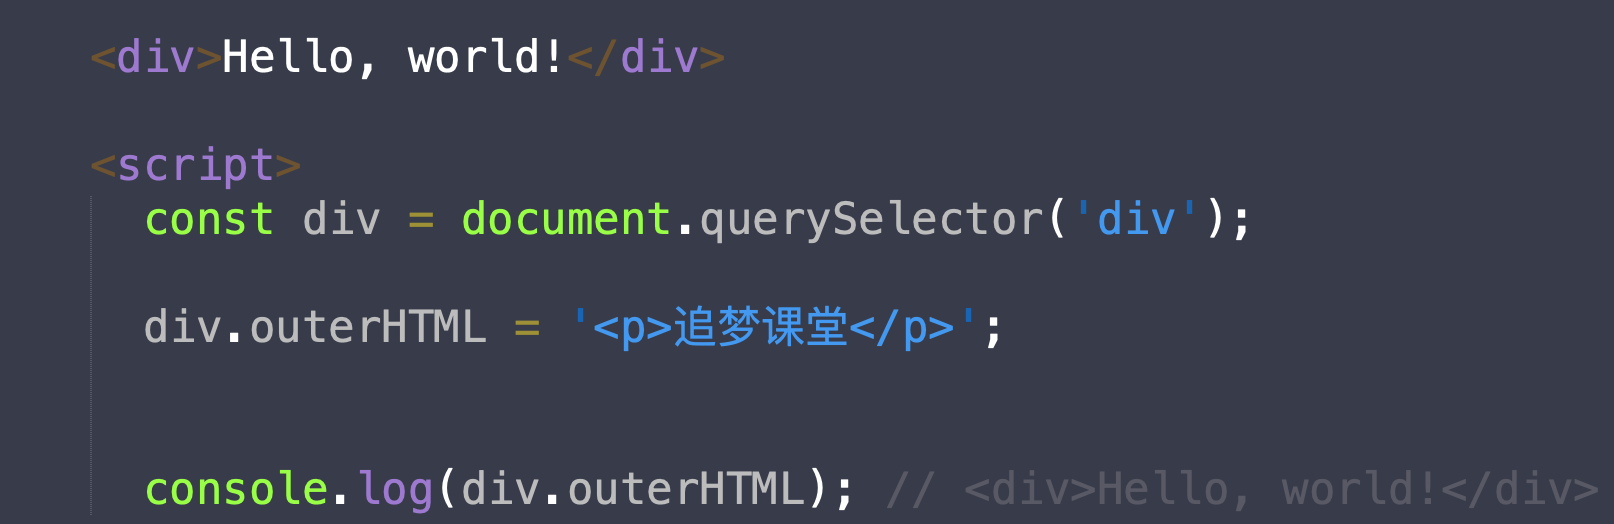 <div>Hello, world!</div>
<script>
const div = document.querySelector('div');
div.outerHTML = '<p>追梦课堂</p>';
console.log(div.outerHTML); // <div>Hello, world!</div>